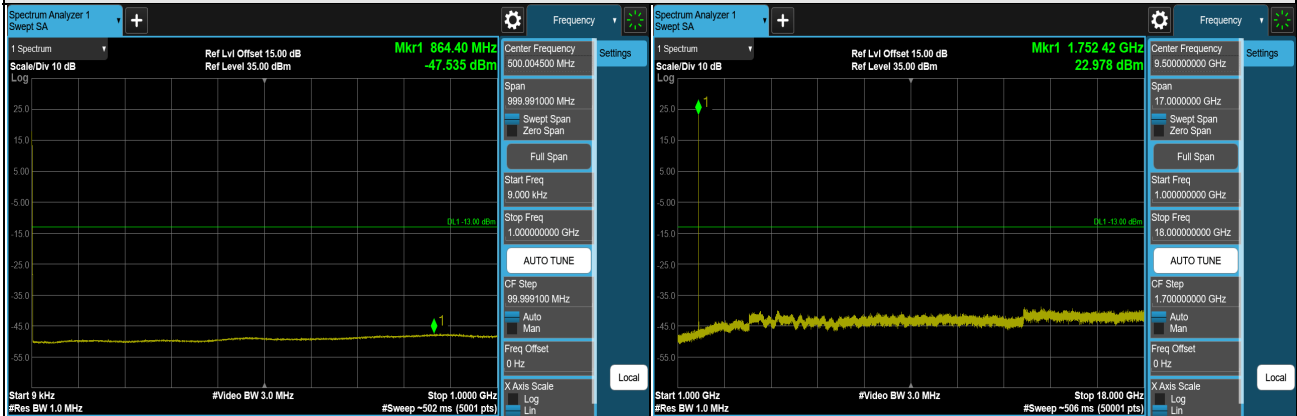 Spectrum Analyzer 1
Swept SA
+
Frequency
1 Spectrum
Scale/Div 10 dB
Log
Ref Lvl Offset 15.00 dB
Ref Level 35.00 dBm
Mkr1 864.40 MHz
-47.535 dBm
25.0
15.0
5.00
-5.00
-15.0
-25.0
-35.0
-45.0
-55.0
DL1 -13.00 dBm
1
Start 9 kHz
#Res BW 1.0 MHz
#Video BW 3.0 MHz
Stop 1.0000 GHz
#Sweep ~502 ms (5001 pts)
Center Frequency
500.004500 MHz
Span
999.991000 MHz
Swept Span
Zero Span
Full Span
Start Freq
9.000 kHz
Stop Freq
1.000000000 GHz
AUTO TUNE
CF Step
99.999100 MHz
Auto
Man
Freq Offset
0 Hz
X Axis Scale
Log
Lin
Settings
Local
Spectrum Analyzer 1
Swept SA
+
Frequency
1 Spectrum
Scale/Div 10 dB
Log
Ref Lvl Offset 15.00 dB
Ref Level 35.00 dBm
Mkr1 1.752 42 GHz
22.978 dBm
25.0
15.0
5.00
-5.00
-15.0
-25.0
-35.0
-45.0
-55.0
1
DL1 -13.00 dBm
Start 1.000 GHz
#Res BW 1.0 MHz
#Video BW 3.0 MHz
Stop 18.000 GHz
#Sweep ~506 ms (50001 pts)
Center Frequency
9.500000000 GHz
Span
17.0000000 GHz
Swept Span
Zero Span
Full Span
Start Freq
1.000000000 GHz
Stop Freq
18.000000000 GHz
AUTO TUNE
CF Step
1.700000000 GHz
Auto
Man
Freq Offset
0 Hz
X Axis Scale
Log
Lin
Settings
Local